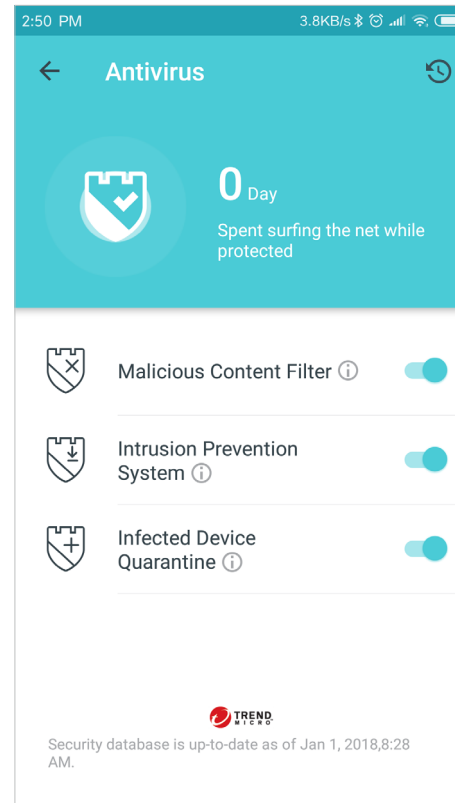 2:50 PM 3.8KB/s
Antivirus
0 Day
Spent surfing the net while
protected
Malicious Content Filter
Intrusion Prevention
System
Infected Device
Quarantine
TREND
MICRO
Security database is up-to-date as of Jan 1, 2018,8:28
AM.